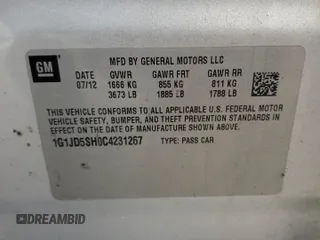 GM
MFD BY GENERAL MOTORS LLC
DATE GVWR GAWR FRT GAWR RR
07/12 1666 KG 855 KG 811 KG
3673 LB 1885 LB 1788 LB
THIS VEHICLE CONFORMS TO ALL APPLICABLE U.S. FEDERAL MOTOR
VEHICLE SAFETY, BUMPER, AND THEFT PREVENTION STANDARDS IN
EFFECT ON THE DATE OF MANUFACTURE SHOWN ABOVE.
1G1JD5SH0C4231267 TYPE: PASS CAR
DREAMBID